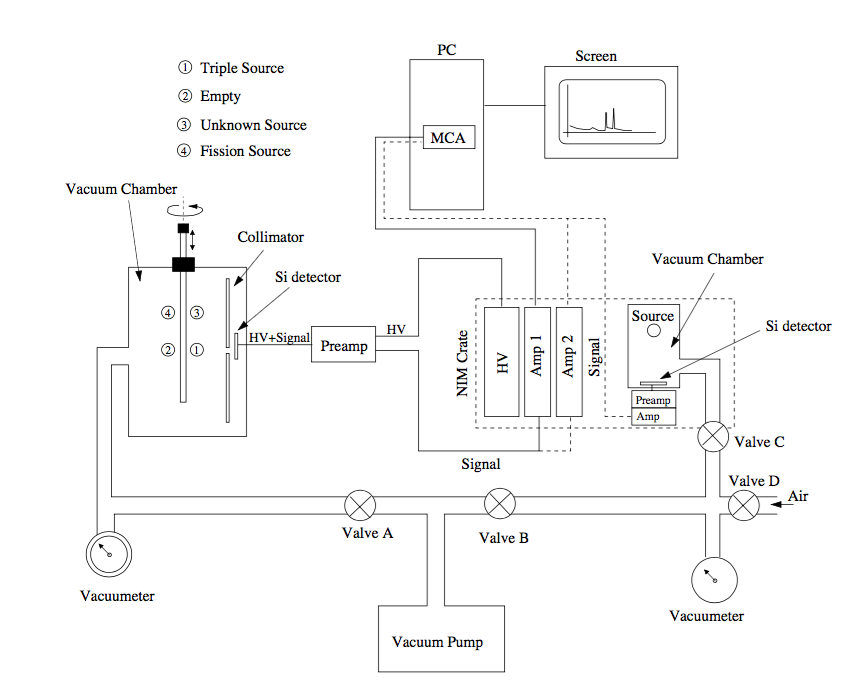 PC
Screen
① Triple Source
② Empty
③ Unknown Source
④ Fission Source
MCA
Vacuum Chamber
Collimator
Si detector
④ ③
② ①
HV+Signal
Preamp
HV
NIM Crate
HV
Amp 1
Amp 2
Signal
Vacuum Chamber
Source
Si detector
Preamp
Amp
Signal
Valve C
Valve D
Air
Valve A
Valve B
Vacuumeter
Vacuumeter
Vacuum Pump